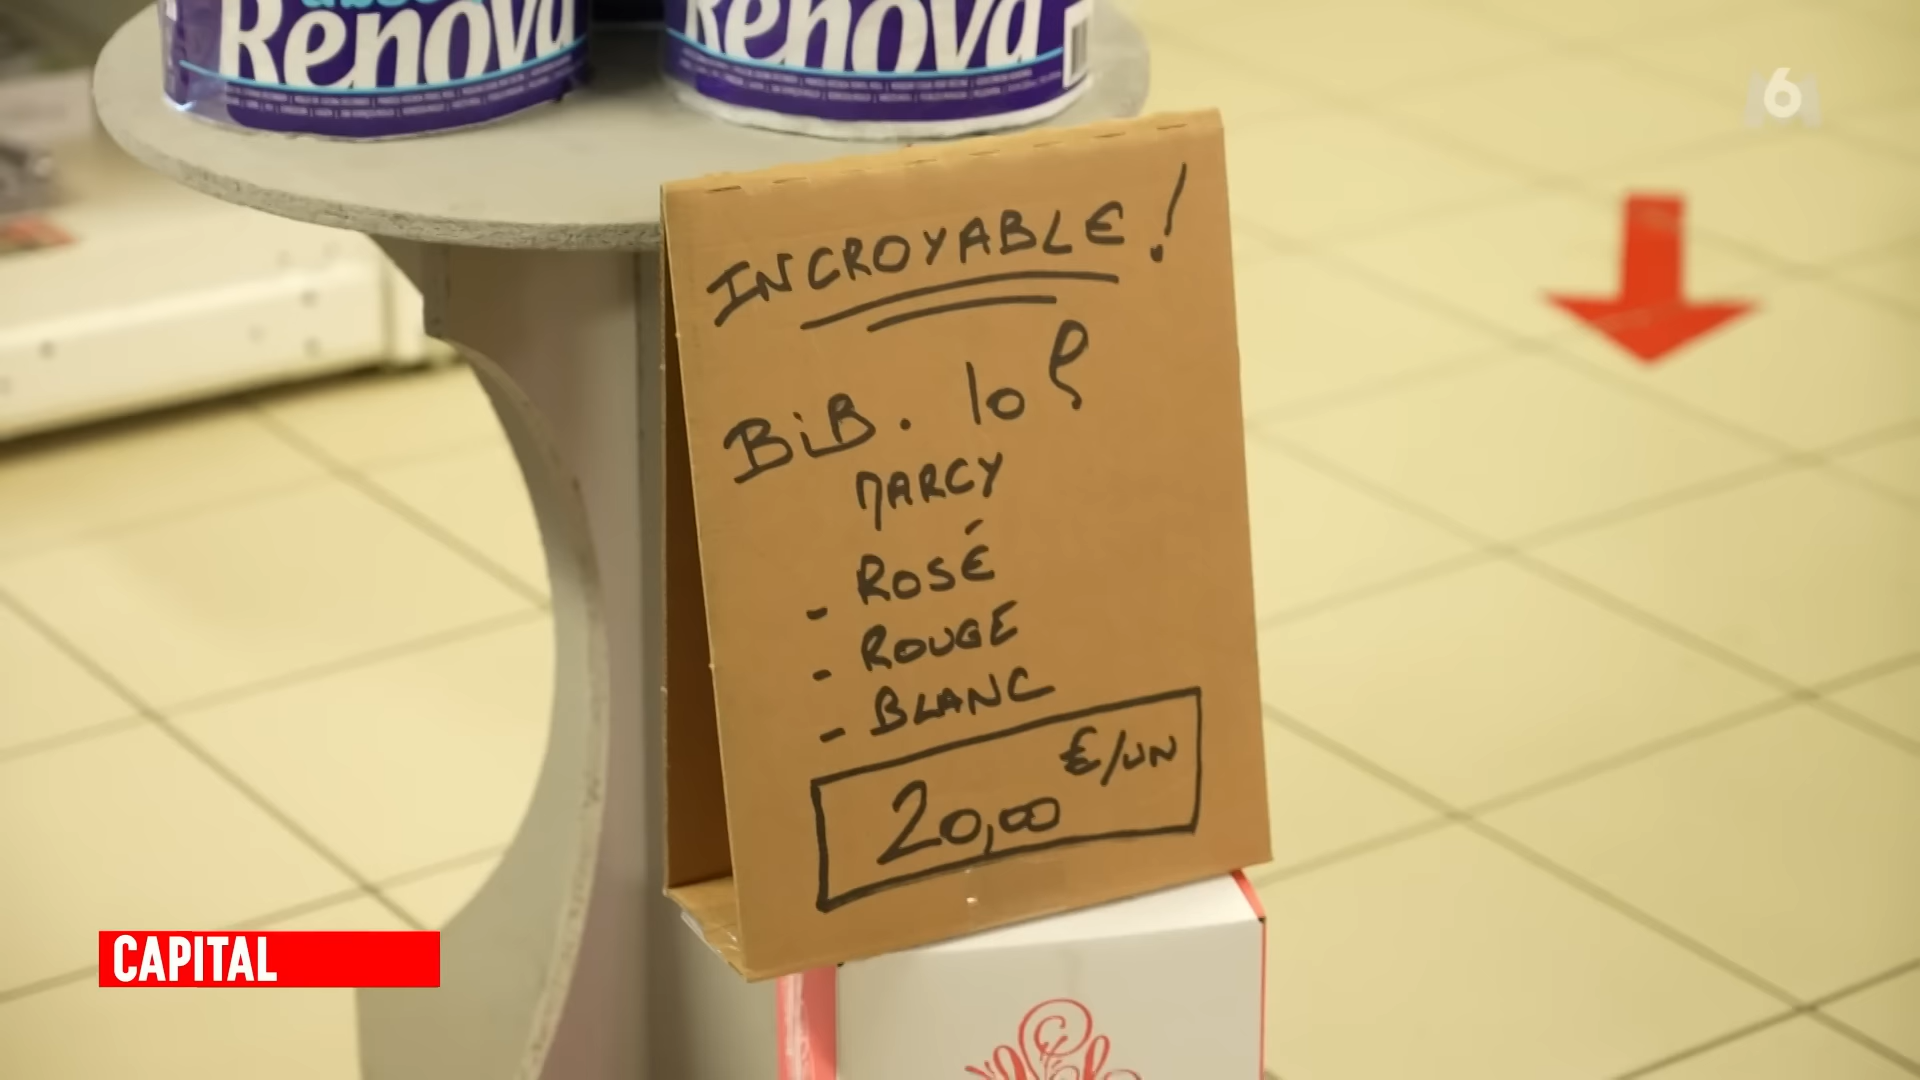 Renova
Renova
6
INCROYABLE!
BiB. 10 l
MARCY
- ROSÉ
- ROUGE
- BLANC
20,00 €/UN
CAPITAL